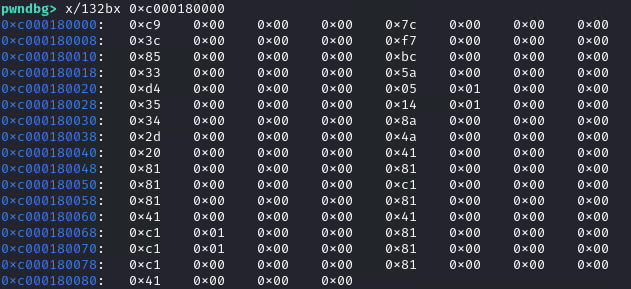 pwndbg> x/132bx 0xc000180000
0xc000180000: 0xc9 0x00 0x00 0x00 0x7c 0x00 0x00 0x00
0xc000180008: 0x3c 0x00 0x00 0x00 0xf7 0x00 0x00 0x00
0xc000180010: 0x85 0x00 0x00 0x00 0xbc 0x00 0x00 0x00
0xc000180018: 0x33 0x00 0x00 0x00 0x5a 0x00 0x00 0x00
0xc000180020: 0xd4 0x00 0x00 0x00 0x05 0x01 0x00 0x00
0xc000180028: 0x35 0x00 0x00 0x00 0x14 0x01 0x00 0x00
0xc000180030: 0x34 0x00 0x00 0x00 0x8a 0x00 0x00 0x00
0xc000180038: 0x2d 0x00 0x00 0x00 0x4a 0x00 0x00 0x00
0xc000180040: 0x20 0x00 0x00 0x00 0x41 0x00 0x00 0x00
0xc000180048: 0x81 0x00 0x00 0x00 0x81 0x00 0x00 0x00
0xc000180050: 0x81 0x00 0x00 0x00 0xc1 0x00 0x00 0x00
0xc000180058: 0x81 0x00 0x00 0x00 0x81 0x00 0x00 0x00
0xc000180060: 0x41 0x00 0x00 0x00 0x41 0x00 0x00 0x00
0xc000180068: 0xc1 0x01 0x00 0x00 0x81 0x00 0x00 0x00
0xc000180070: 0xc1 0x01 0x00 0x00 0x81 0x00 0x00 0x00
0xc000180078: 0xc1 0x00 0x00 0x00 0x81 0x00 0x00 0x00
0xc000180080: 0x41 0x00 0x00 0x00